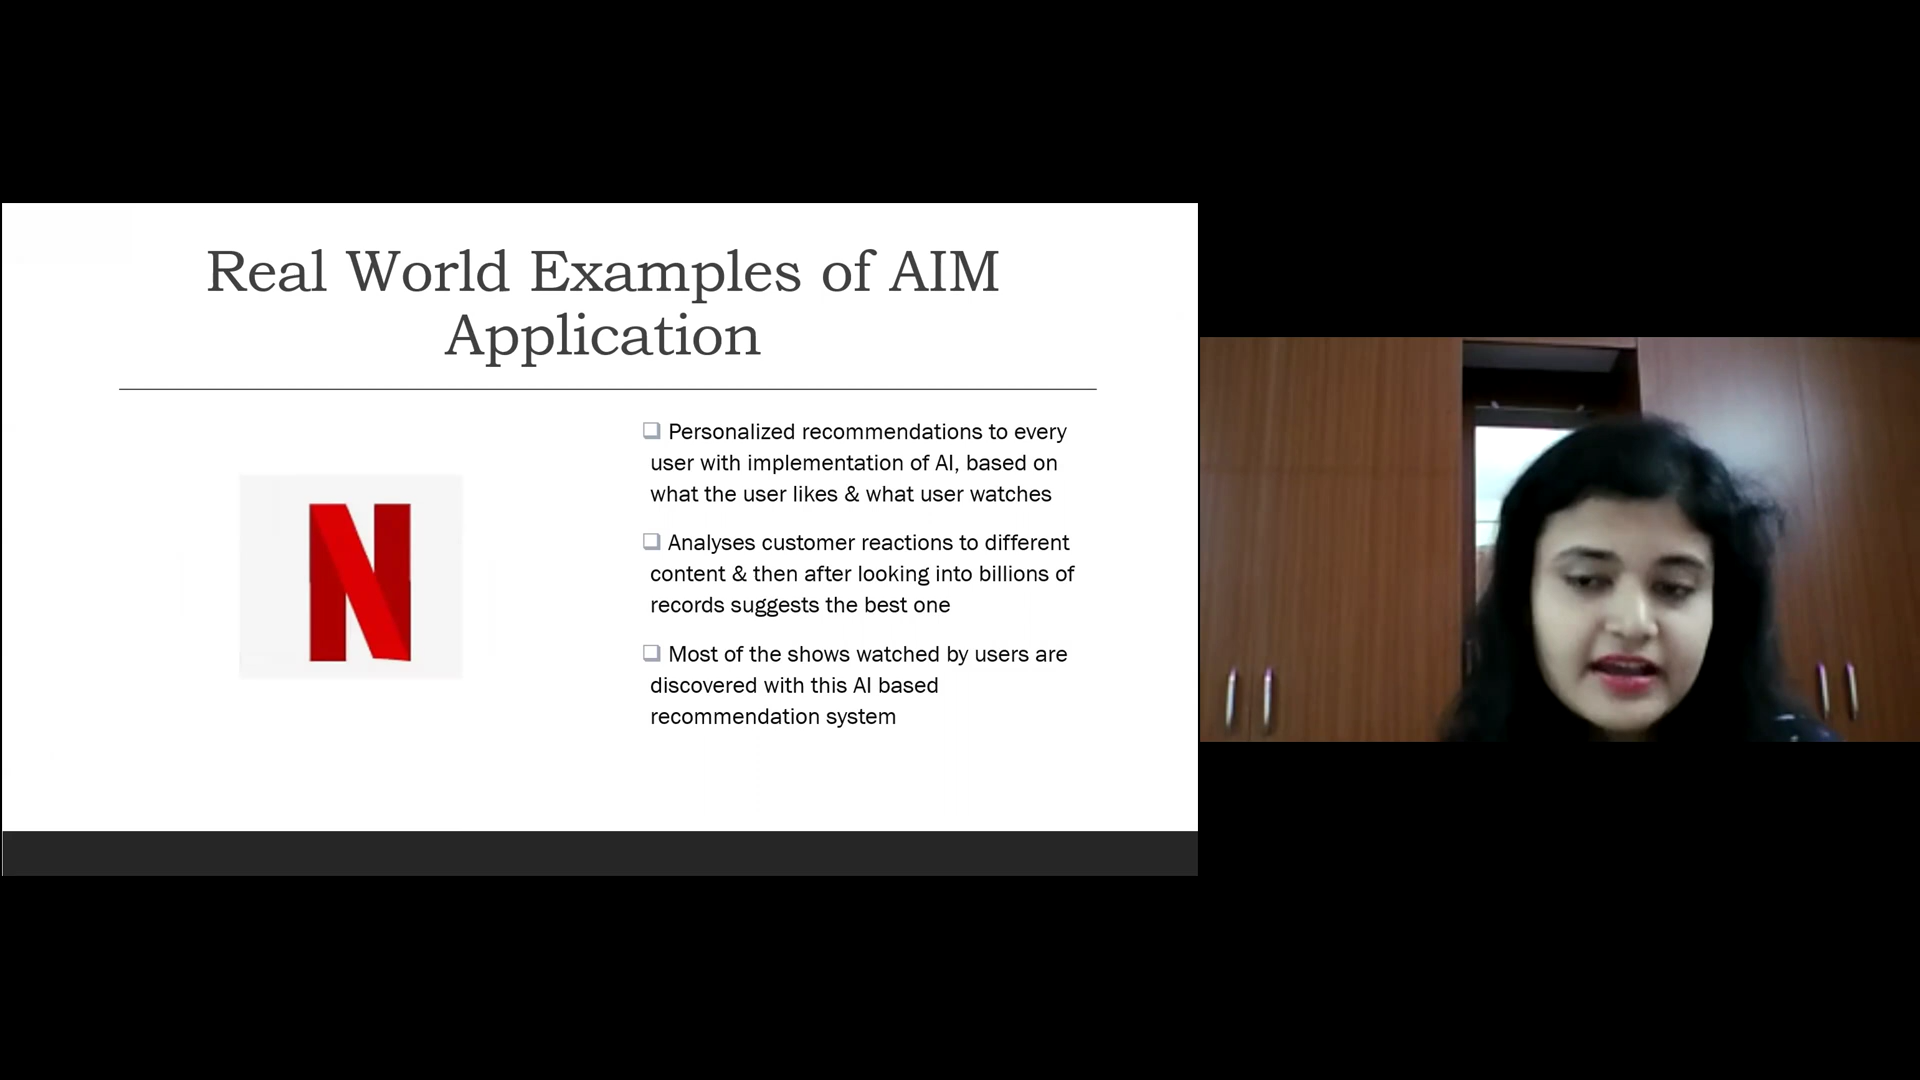 Real World Examples of AIM
Application
Personalized recommendations to every
user with implementation of AI, based on
what the user likes & what user watches
Analyses customer reactions to different
content & then after looking into billions of
records suggests the best one
Most of the shows watched by users are
discovered with this AI based
recommendation system
N